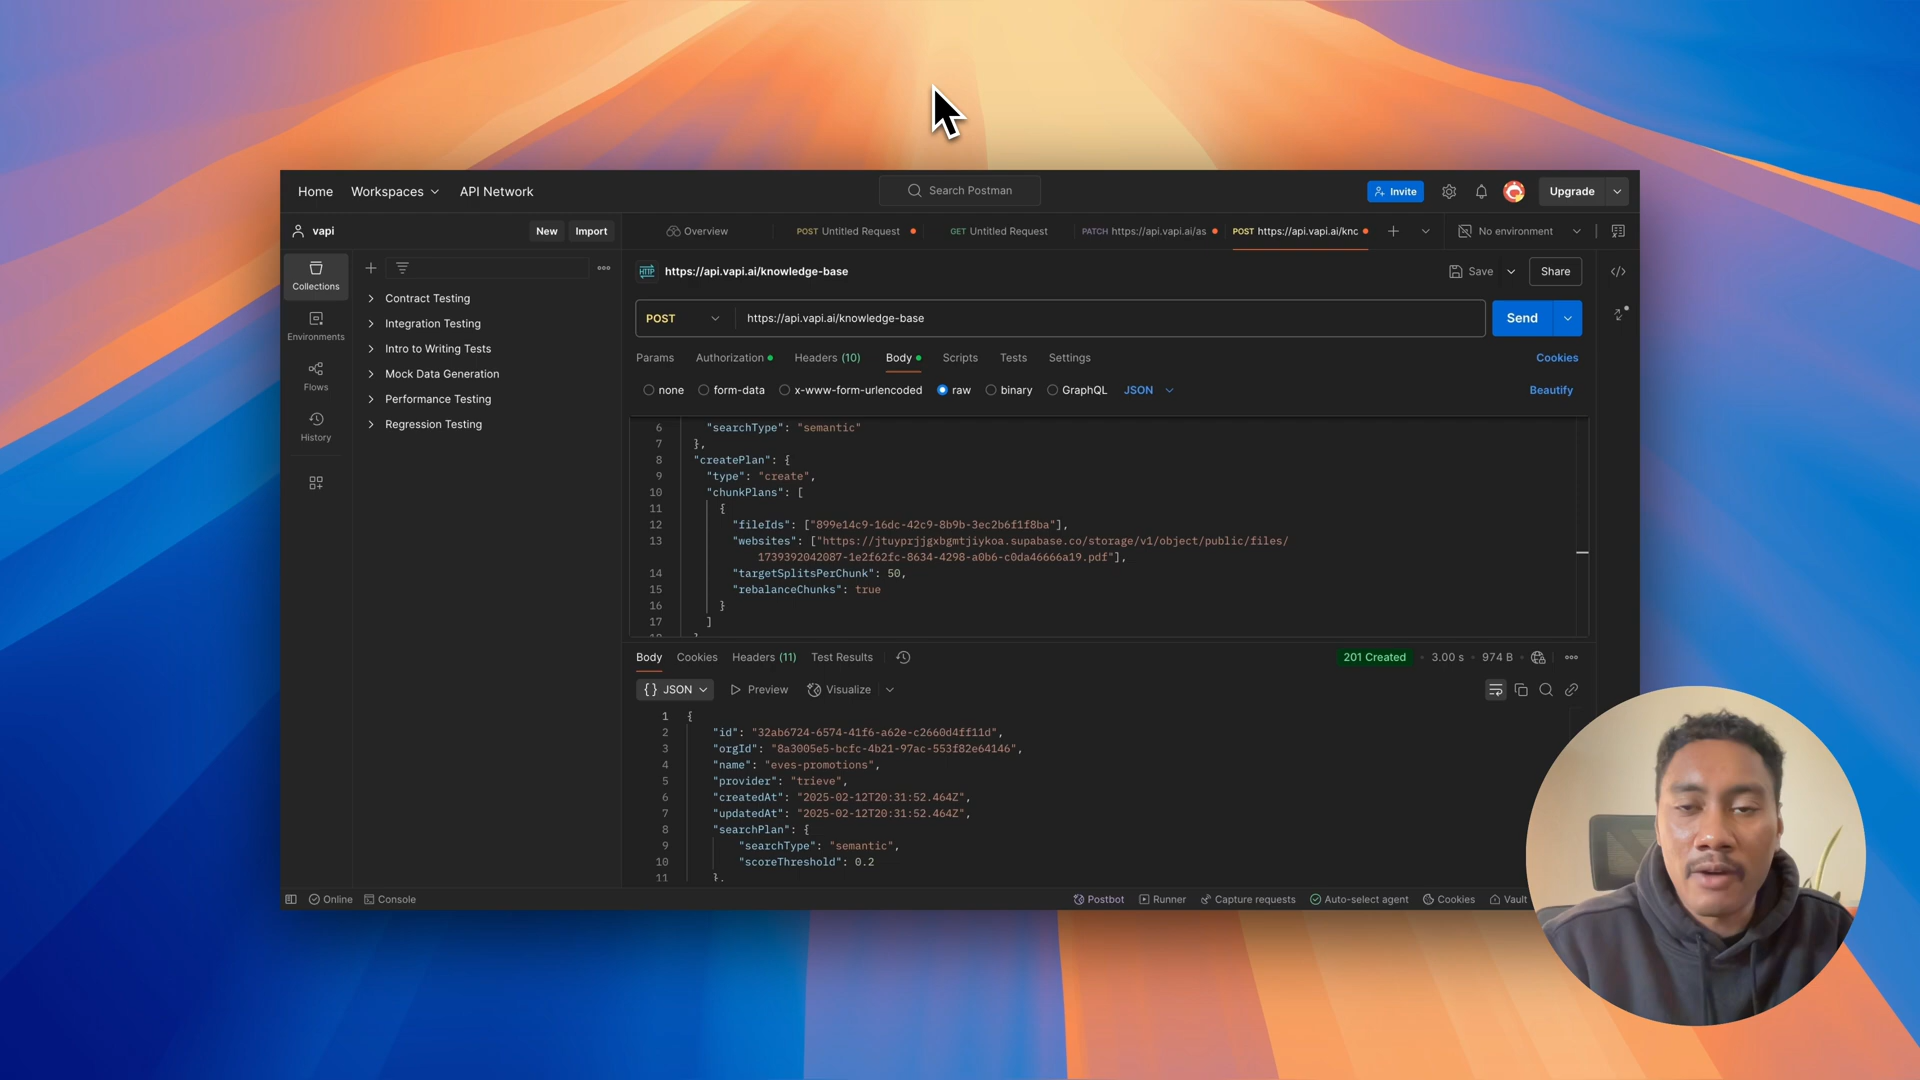 Home Workspaces API Network Search Postman Invite Upgrade
vapi New Import Overview POST Untitled Request GET Untitled Request PATCH https://api.vapi.ai/as POST https://api.vapi.ai/knc No environment
Collections
Environments
Flows
History
Contract Testing
Integration Testing
Intro to Writing Tests
Mock Data Generation
Performance Testing
Regression Testing
HTTP https://api.vapi.ai/knowledge-base Save Share
POST https://api.vapi.ai/knowledge-base Send
Params Authorization Headers (10) Body Scripts Tests Settings Cookies
none form-data x-www-form-urlencoded raw binary GraphQL JSON Beautify
6 "searchType": "semantic"
7 },
8 "createPlan": {
9 "type": "create",
10 "chunkPlans": [
11 {
12 "fileIds": ["899e14c9-16dc-42c9-8b9b-3ec2b6f1f8ba"],
13 "websites": ["https://jtuyprjjgxbgmtjiykoa.supabase.co/storage/v1/object/public/files/
1739392042087-1e2f62fc-8634-4298-a0b6-c0da46666a19.pdf"],
14 "targetSplitsPerChunk": 50,
15 "rebalanceChunks": true
16 }
17 ]
Body Cookies Headers (11) Test Results 201 Created 3.00 s 974 B
{} JSON Preview Visualize
1 {
2 "id": "32ab6724-6574-41f6-a62e-c2660d4ff11d",
3 "orgId": "8a3005e5-bcfc-4b21-97ac-553f82e64146",
4 "name": "eves-promotions",
5 "provider": "trieve",
6 "createdAt": "2025-02-12T20:31:52.464Z",
7 "updatedAt": "2025-02-12T20:31:52.464Z",
8 "searchPlan": {
9 "searchType": "semantic",
10 "scoreThreshold": 0.2
11 },
Online Console Postbot Runner Capture requests Auto-select agent Cookies Vault